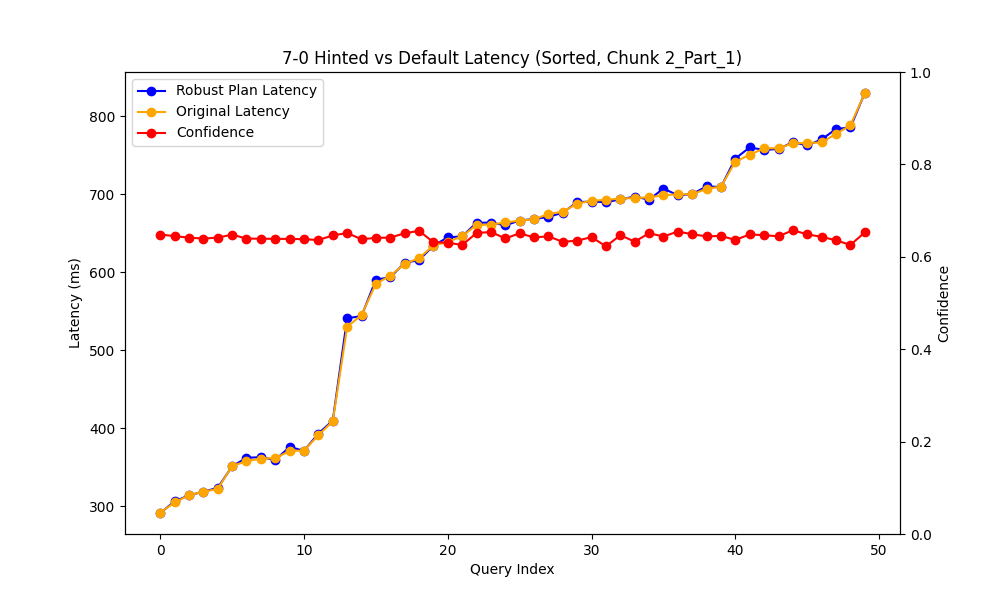 7-0 Hinted vs Default Latency (Sorted, Chunk 2_Part_1)
Robust Plan Latency
Original Latency
Confidence
Latency (ms)
800
700
600
500
400
300
1.0
0.8
0.6
0.4
0.2
0.0
Confidence
0 10 20 30 40 50
Query Index